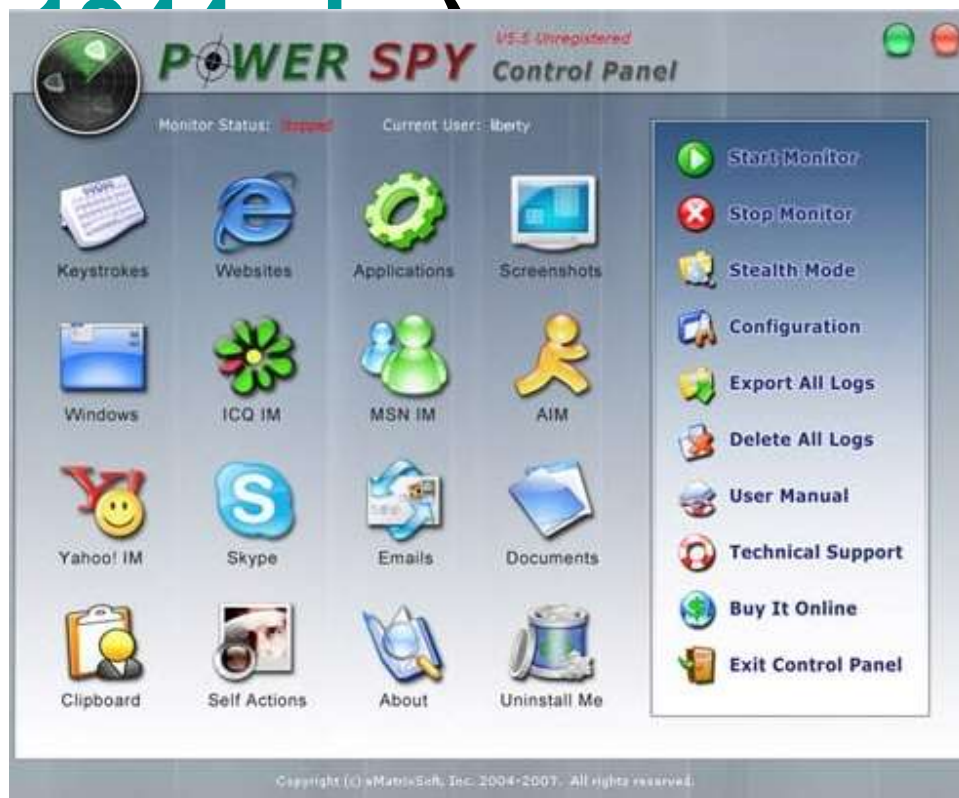 POWER SPY
V5.5 Unregistered
Control Panel
Monitor Status: Stopped Current User: liberty
Keystrokes Websites Applications Screenshots
Windows ICQ IM MSN IM AIM
Yahoo! IM Skype Emails Documents
Clipboard Self Actions About Uninstall Me
Start Monitor
Stop Monitor
Stealth Mode
Configuration
Export All Logs
Delete All Logs
User Manual
Technical Support
Buy It Online
Exit Control Panel
Copyright (c) eMatrixSoft, Inc. 2004-2007. All rights reserved.